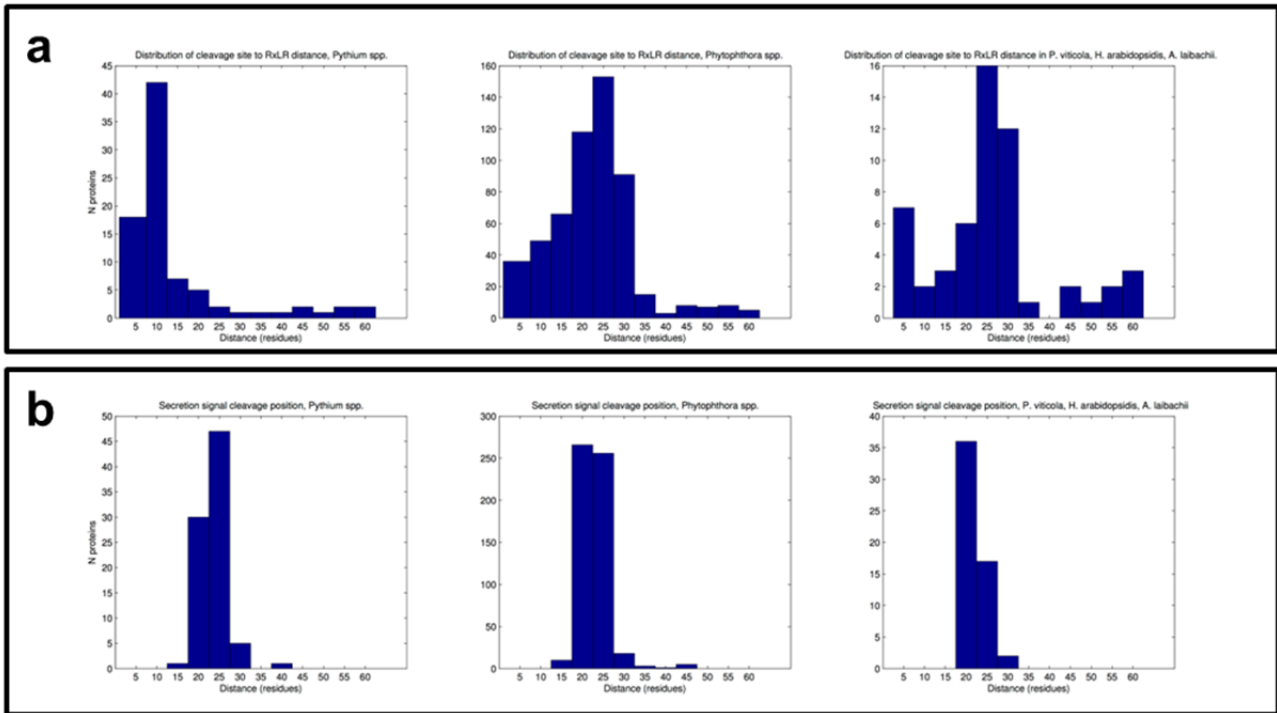 a
Distribution of cleavage site to RxLR distance, Pythium spp.
45
40
35
30
25
20
15
10
5
0
N proteins
5 10 15 20 25 30 35 40 45 50 55 60
Distance (residues)
Distribution of cleavage site to RxLR distance, Phytophthora spp.
160
140
120
100
80
60
40
20
0
5 10 15 20 25 30 35 40 45 50 55 60
Distance (residues)
Distribution of cleavage site to RxLR distance in P. viticola, H. arabidopsidis, A. laibachii.
16
14
12
10
8
6
4
2
0
5 10 15 20 25 30 35 40 45 50 55 60
Distance (residues)
b
Secretion signal cleavage position, Pythium spp.
50
45
40
35
30
25
20
15
10
5
0
N proteins
5 10 15 20 25 30 35 40 45 50 55 60
Distance (residues)
Secretion signal cleavage position, Phytophthora spp.
300
250
200
150
100
50
0
5 10 15 20 25 30 35 40 45 50 55 60
Distance (residues)
Secretion signal cleavage position, P. viticola, H. arabidopsidis, A. laibachii
40
35
30
25
20
15
10
5
0
5 10 15 20 25 30 35 40 45 50 55 60
Distance (residues)